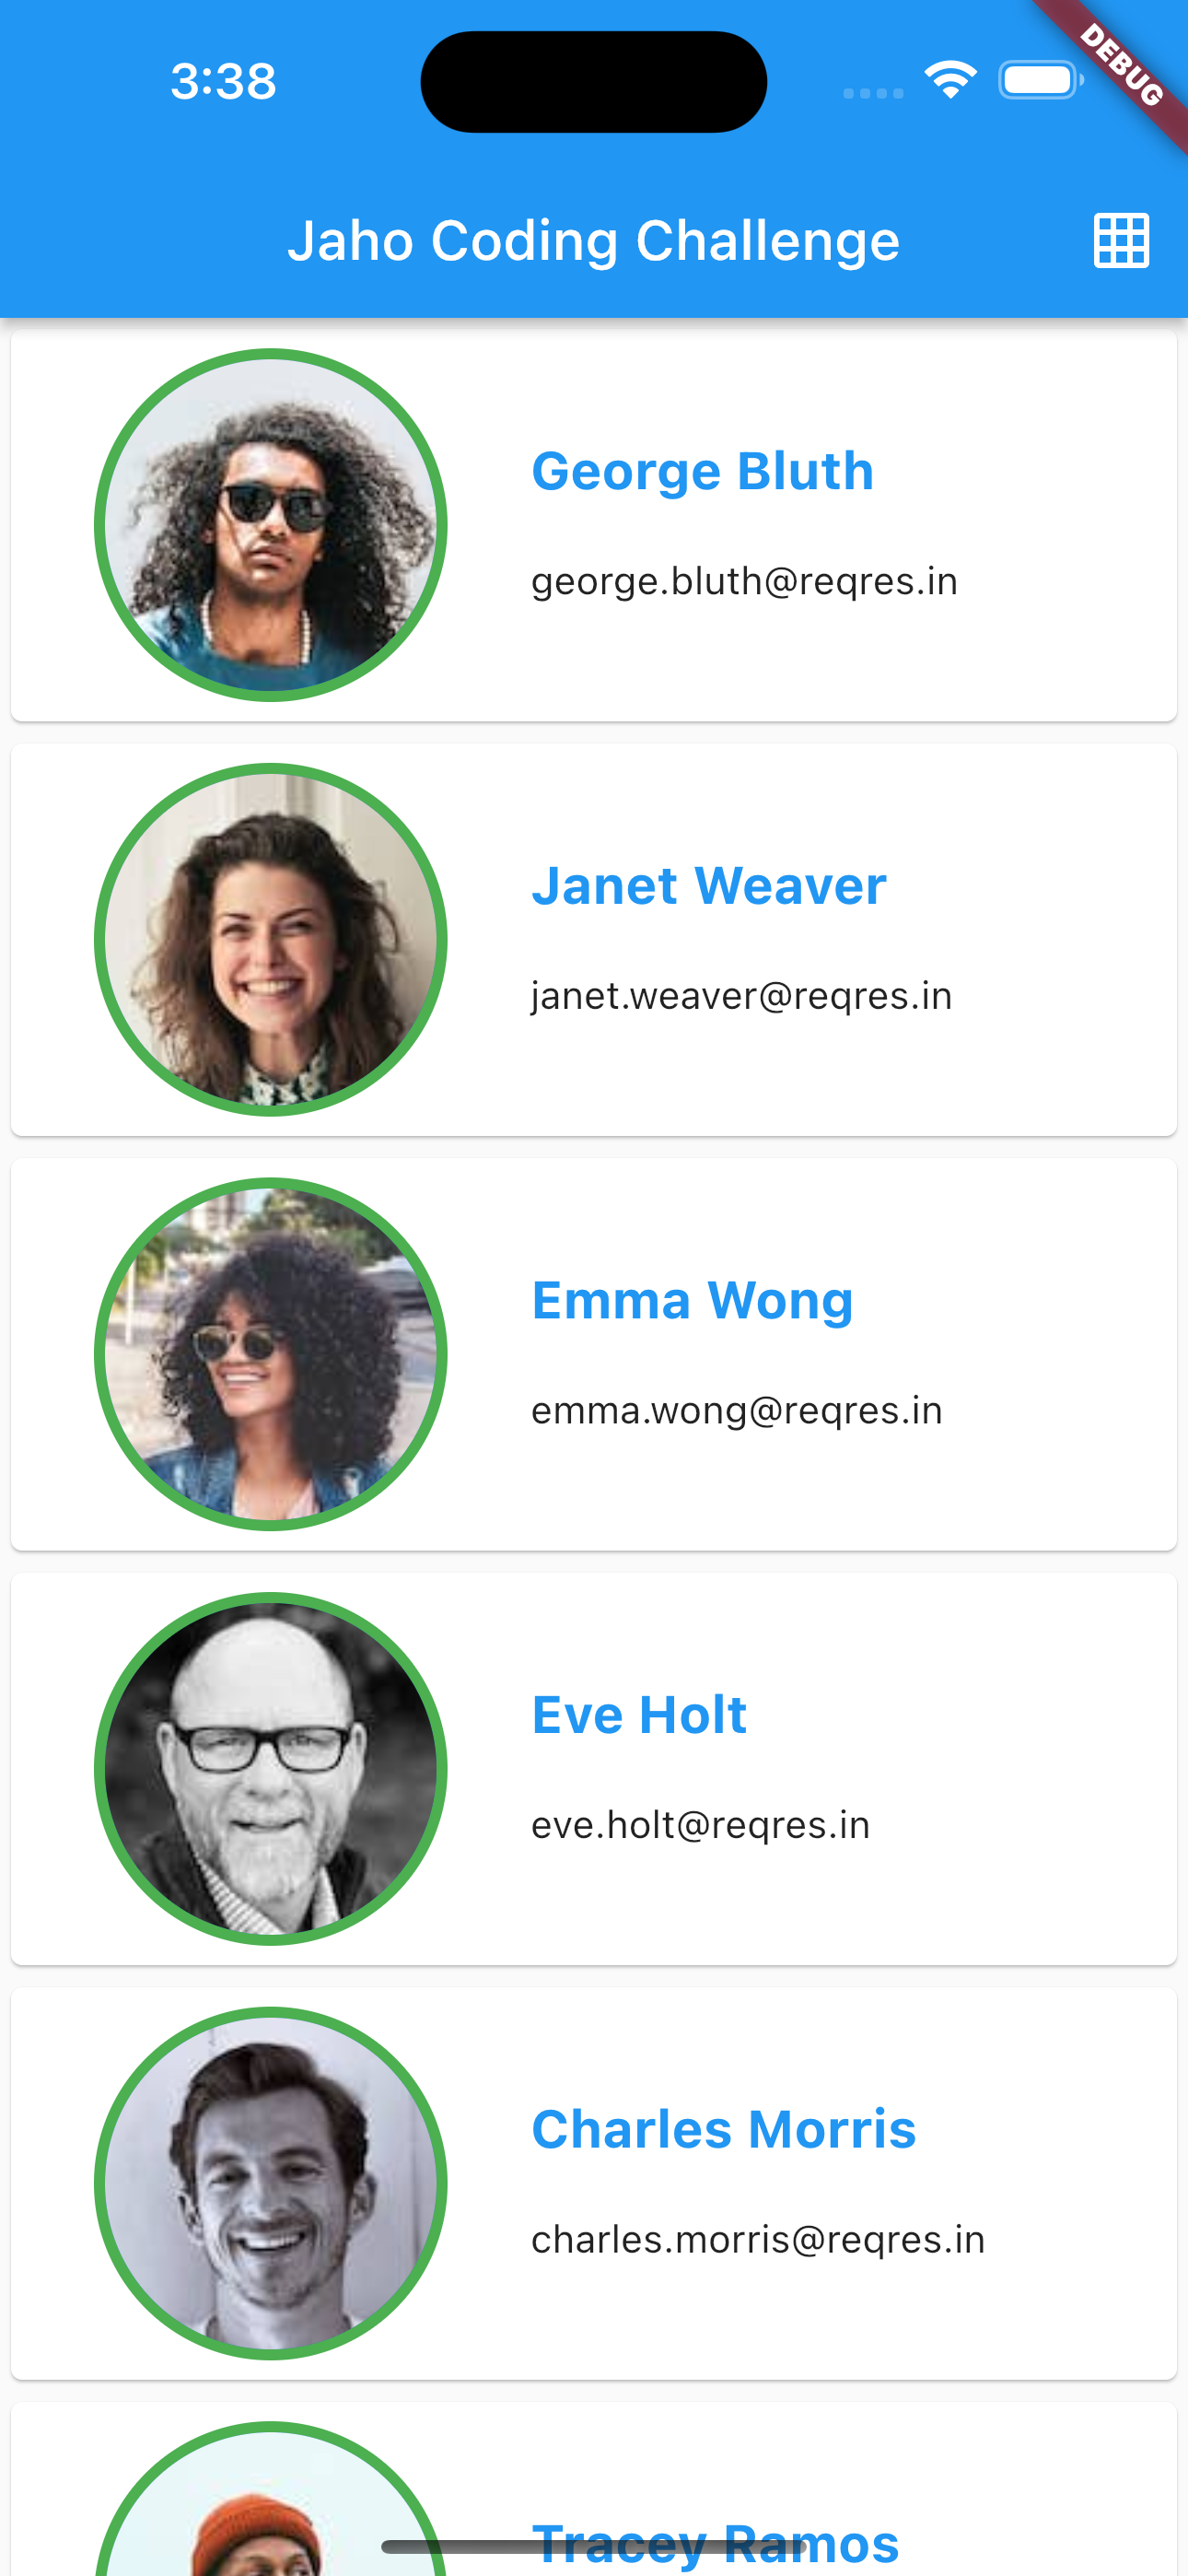 3:38
DEBUG
Jaho Coding Challenge
George Bluth
george.bluth@reqres.in
Janet Weaver
janet.weaver@reqres.in
Emma Wong
emma.wong@reqres.in
Eve Holt
eve.holt@reqres.in
Charles Morris
charles.morris@reqres.in
Tracey Ramos